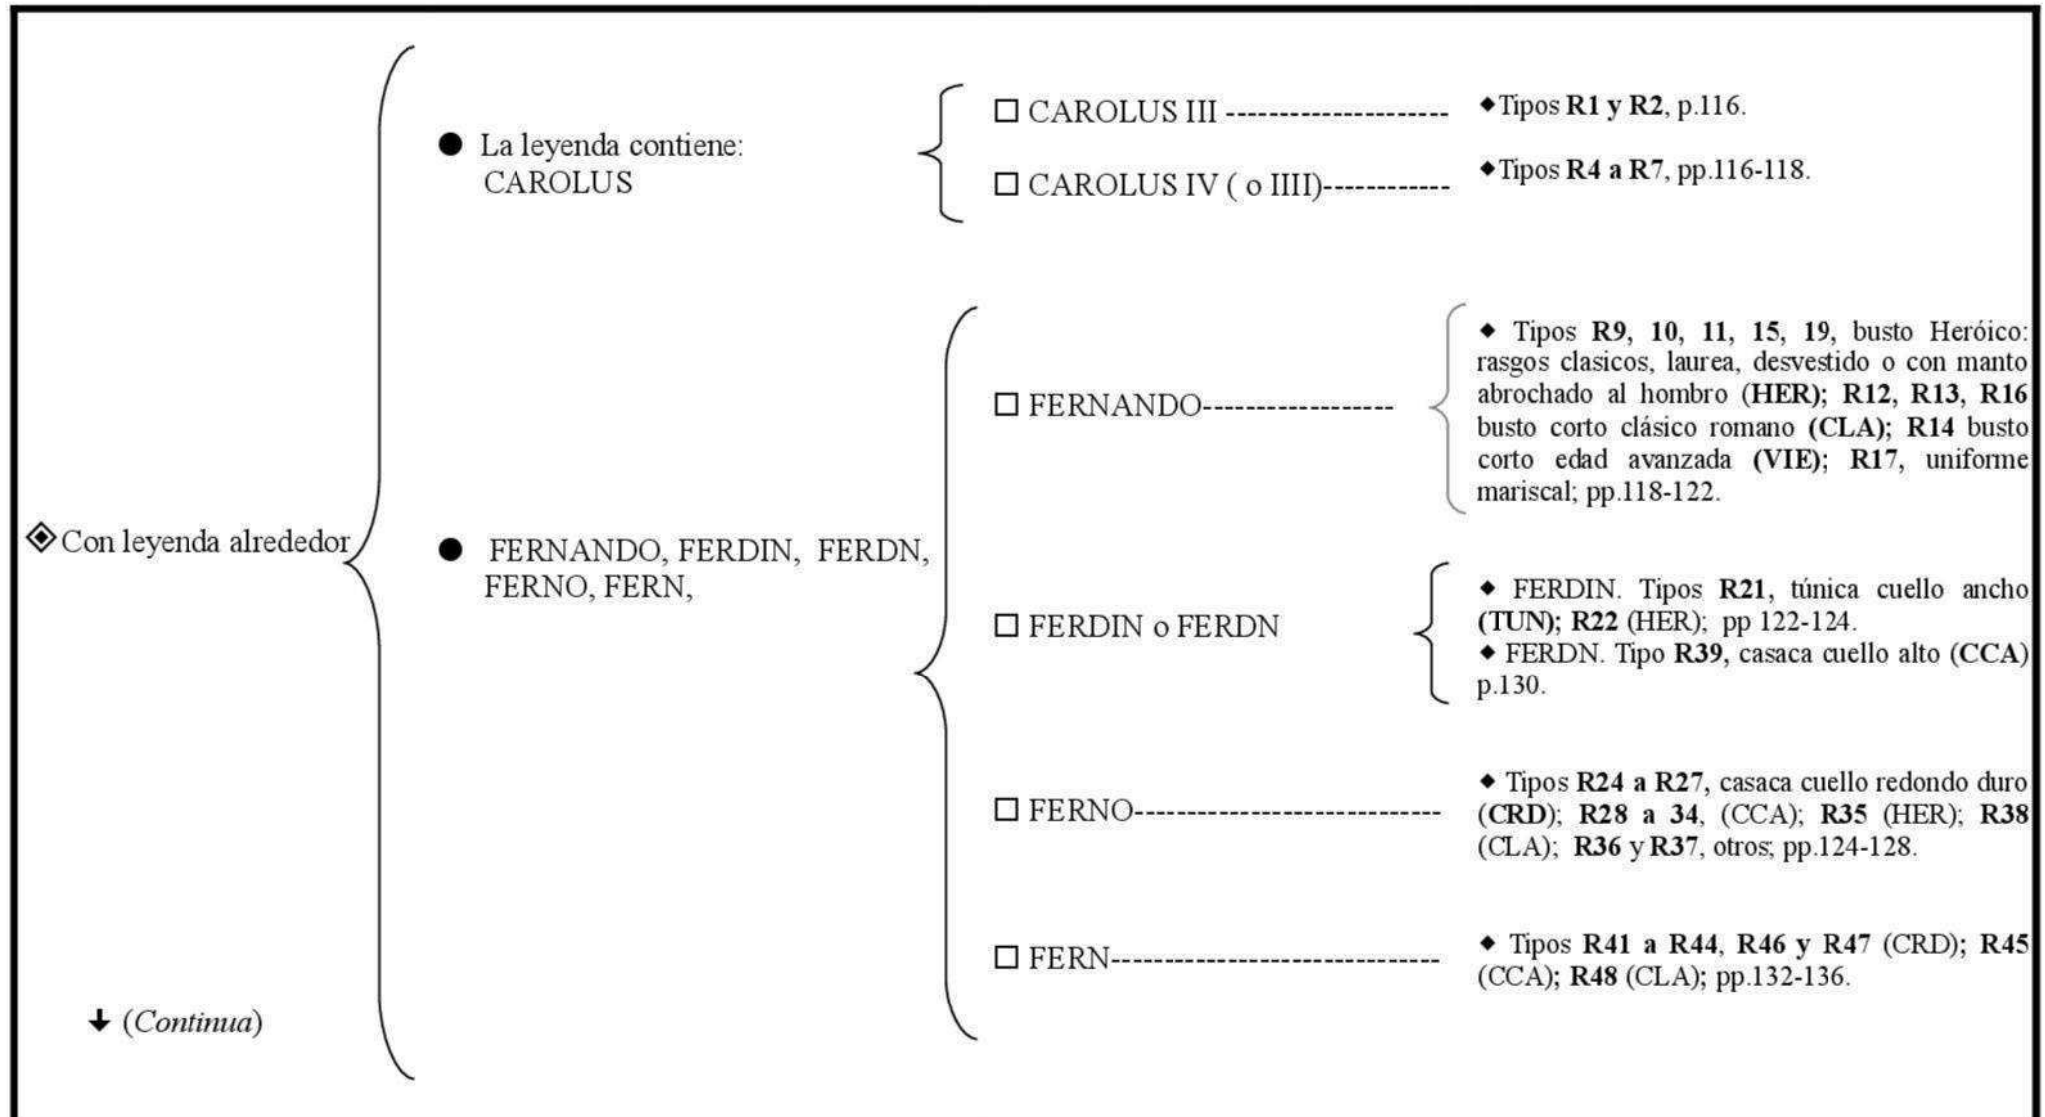 Con leyenda alrededor
La leyenda contiene:
CAROLUS
CAROLUS III ---------------------
◆Tipos R1 y R2, p.116.
CAROLUS IV ( o IIII)------------
◆Tipos R4 a R7, pp.116-118.
FERNANDO, FERDIN, FERDN,
FERNO, FERN,
FERNANDO------------------
◆ Tipos R9, 10, 11, 15, 19, busto Heróico:
rasgos clasicos, laurea, desvestido o con manto
abrochado al hombro (HER); R12, R13, R16
busto corto clásico romano (CLA); R14 busto
corto edad avanzada (VIE); R17, uniforme
mariscal; pp.118-122.
FERDIN o FERDN
◆ FERDIN. Tipos R21, túnica cuello ancho
(TUN); R22 (HER); pp 122-124.
◆ FERDN. Tipo R39, casaca cuello alto (CCA)
p.130.
FERNO-----------------------------
◆ Tipos R24 a R27, casaca cuello redondo duro
(CRD); R28 a 34, (CCA); R35 (HER); R38
(CLA); R36 y R37, otros; pp.124-128.
FERN-------------------------------
◆ Tipos R41 a R44, R46 y R47 (CRD); R45
(CCA); R48 (CLA); pp.132-136.
(Continua)